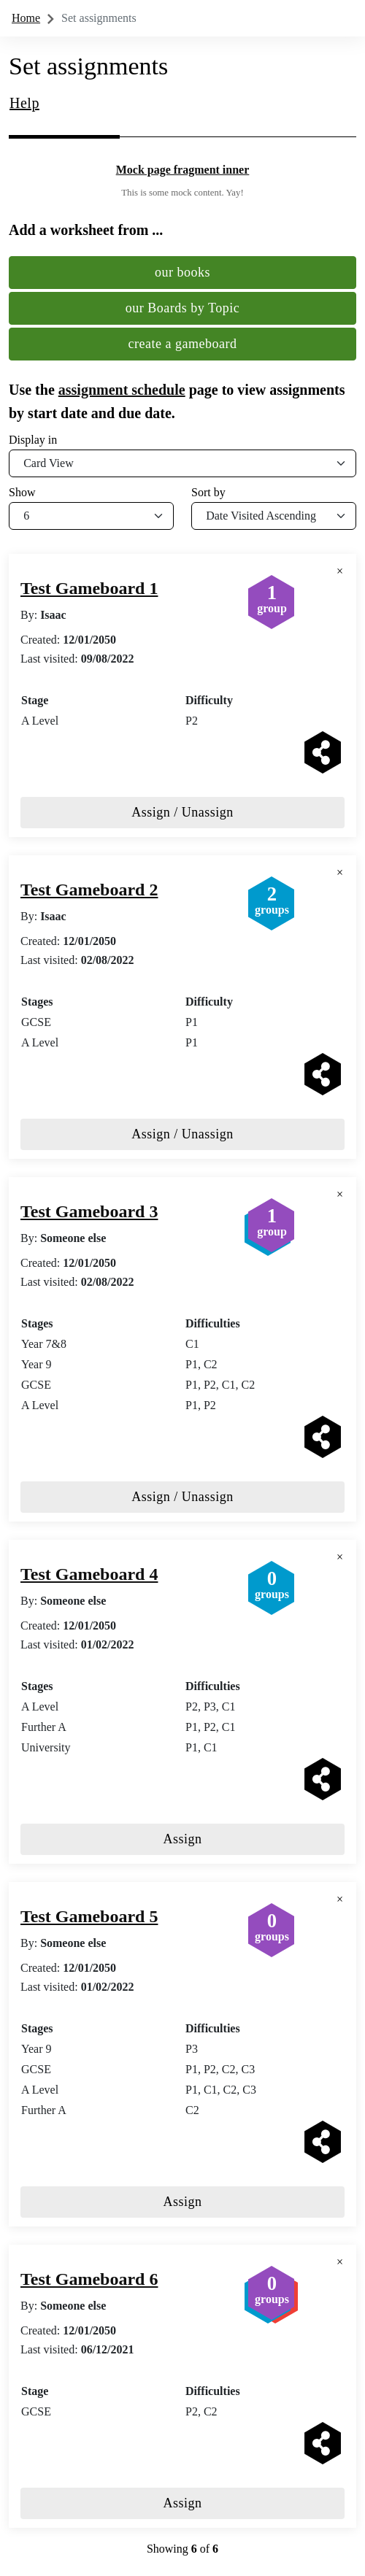 Home Set assignments
Set assignments
Help
Mock page fragment inner
This is some mock content. Yay!
Add a worksheet from ...
our books
our Boards by Topic
create a gameboard
Use the assignment schedule page to view assignments
by start date and due date.
Display in
Card View
Show Sort by
6 Date Visited Ascending
×
Test Gameboard 1
1
group
By: Isaac
Created: 12/01/2050
Last visited: 09/08/2022
Stage Difficulty
A Level P2
Assign / Unassign
×
Test Gameboard 2
2
groups
By: Isaac
Created: 12/01/2050
Last visited: 02/08/2022
Stages Difficulty
GCSE P1
A Level P1
Assign / Unassign
×
Test Gameboard 3
1
group
By: Someone else
Created: 12/01/2050
Last visited: 02/08/2022
Stages Difficulties
Year 7&8 C1
Year 9 P1, C2
GCSE P1, P2, C1, C2
A Level P1, P2
Assign / Unassign
×
Test Gameboard 4
0
groups
By: Someone else
Created: 12/01/2050
Last visited: 01/02/2022
Stages Difficulties
A Level P2, P3, C1
Further A P1, P2, C1
University P1, C1
Assign
×
Test Gameboard 5
0
groups
By: Someone else
Created: 12/01/2050
Last visited: 01/02/2022
Stages Difficulties
Year 9 P3
GCSE P1, P2, C2, C3
A Level P1, C1, C2, C3
Further A C2
Assign
×
Test Gameboard 6
0
groups
By: Someone else
Created: 12/01/2050
Last visited: 06/12/2021
Stage Difficulties
GCSE P2, C2
Assign
Showing 6 of 6